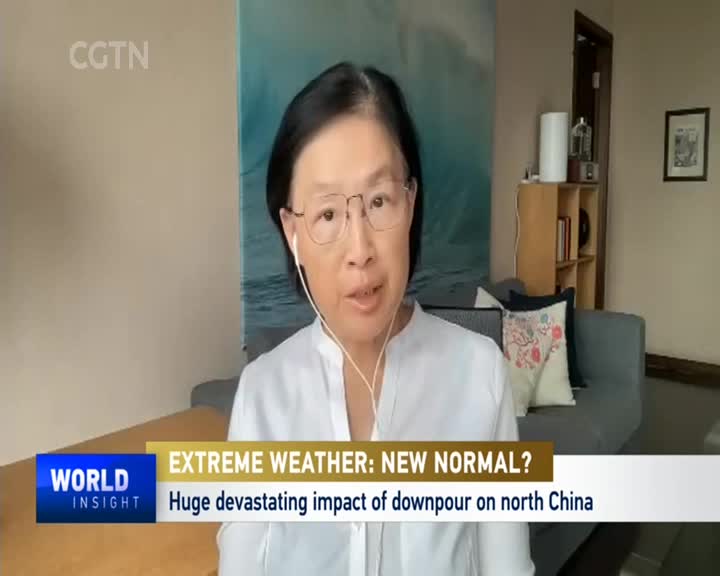 CGTN
EXTREME WEATHER: NEW NORMAL?
WORLD
INSIGHT
Huge devastating impact of downpour on north China